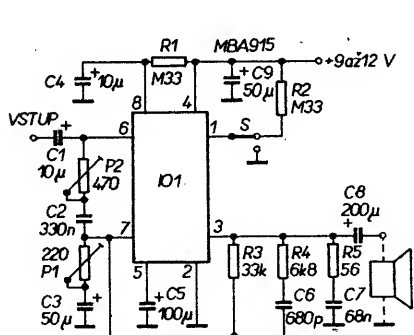 R1
MBA915
+9až12 V
C4
+
10µ
M33
+
C9
50µ
R2
M33
8
4
VSTUP
+
6
1
S
C1
10µ
P2
470
IO1
C8
200µ
+
C2
330n
7
3
220
P1
5
2
R3
33k
R4
6k8
R5
56
C3
50µ
+
+
C5
100µ
C6
680p
C7
68n